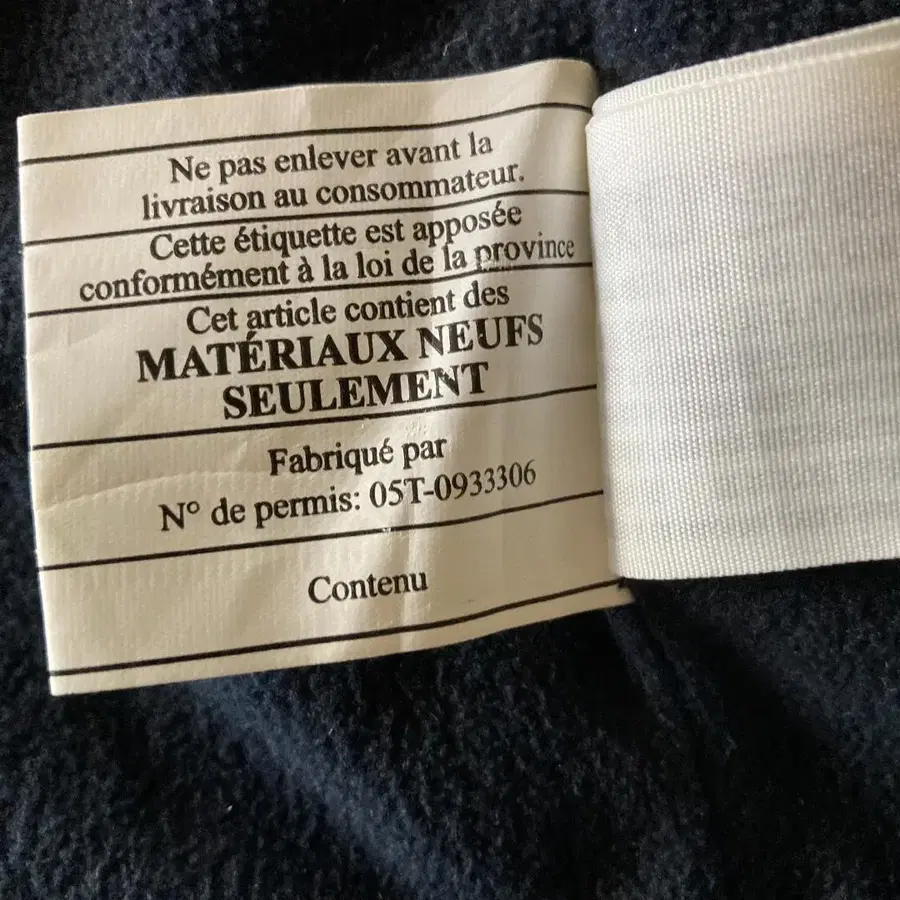 Ne pas enlever avant la
livraison au consommateur.
Cette étiquette est apposée
conformément à la loi de la province
Cet article contient des
MATÉRIAUX NEUFS
SEULEMENT
Fabriqué par
N° de permis: 05T-0933306
Contenu